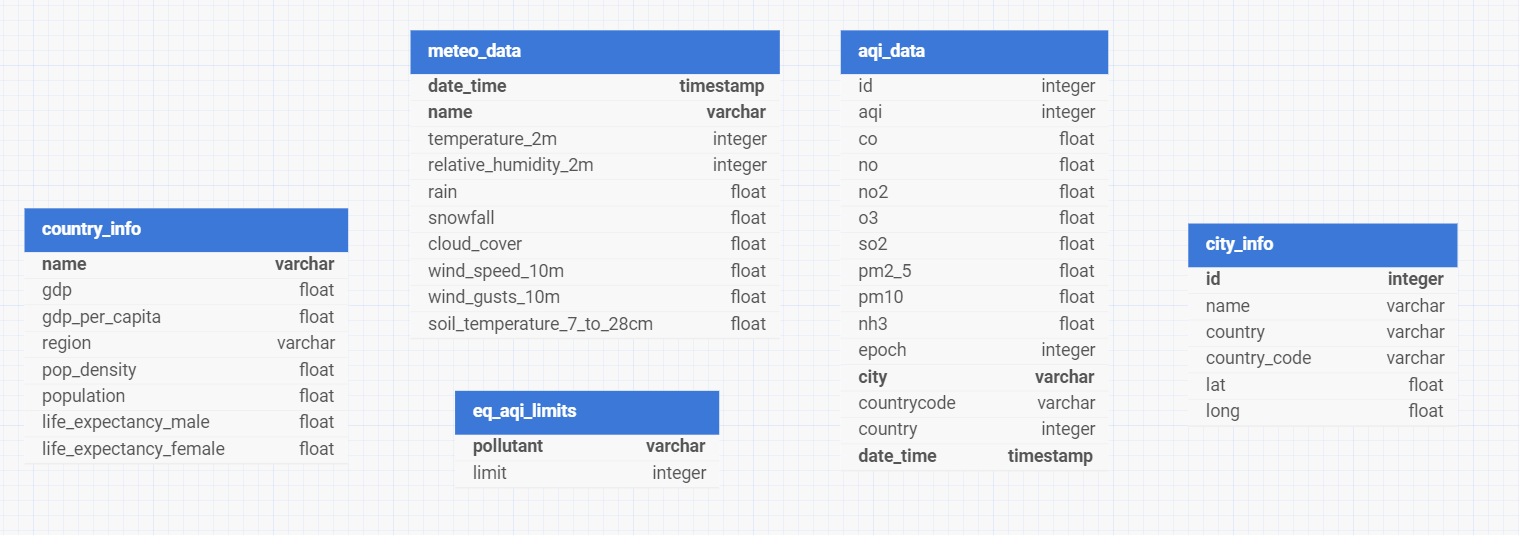 meteo_data
date_time timestamp
name varchar
temperature_2m integer
relative_humidity_2m integer
rain float
snowfall float
cloud_cover float
wind_speed_10m float
wind_gusts_10m float
soil_temperature_7_to_28cm float
aqi_data
id integer
aqi integer
co float
no float
no2 float
o3 float
so2 float
pm2_5 float
pm10 float
nh3 float
epoch integer
city varchar
countrycode varchar
country integer
date_time timestamp
country_info
name varchar
gdp float
gdp_per_capita float
region varchar
pop_density float
population float
life_expectancy_male float
life_expectancy_female float
city_info
id integer
name varchar
country varchar
country_code varchar
lat float
long float
eq_aqi_limits
pollutant varchar
limit integer